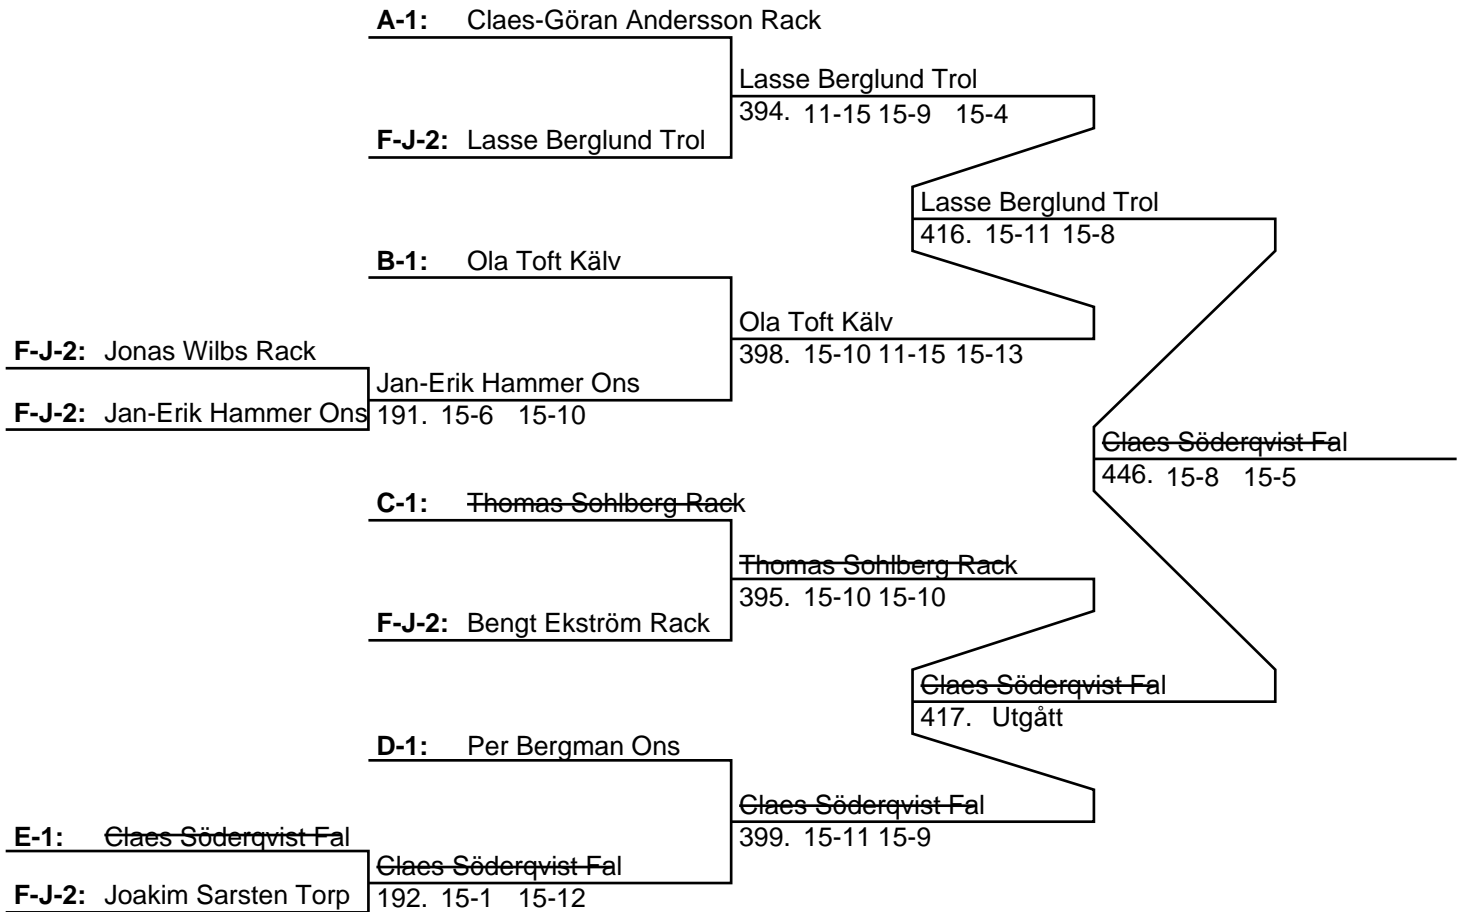 A-1: Claes-Göran Andersson Rack
Lasse Berglund Trol
394. 11-15 15-9 15-4
F-J-2: Lasse Berglund Trol
Lasse Berglund Trol
416. 15-11 15-8
B-1: Ola Toft Kälv
Ola Toft Kälv
398. 15-10 11-15 15-13
F-J-2: Jonas Wilbs Rack
Jan-Erik Hammer Ons
F-J-2: Jan-Erik Hammer Ons
191. 15-6 15-10
Claes Söderqvist Fal
446. 15-8 15-5
C-1: Thomas Sohlberg Rack
Thomas Sohlberg Rack
395. 15-10 15-10
F-J-2: Bengt Ekström Rack
Claes Söderqvist Fal
417. Utgått
D-1: Per Bergman Ons
Claes Söderqvist Fal
399. 15-11 15-9
E-1: Claes Söderqvist Fal
Claes Söderqvist Fal
F-J-2: Joakim Sarsten Torp
192. 15-1 15-12